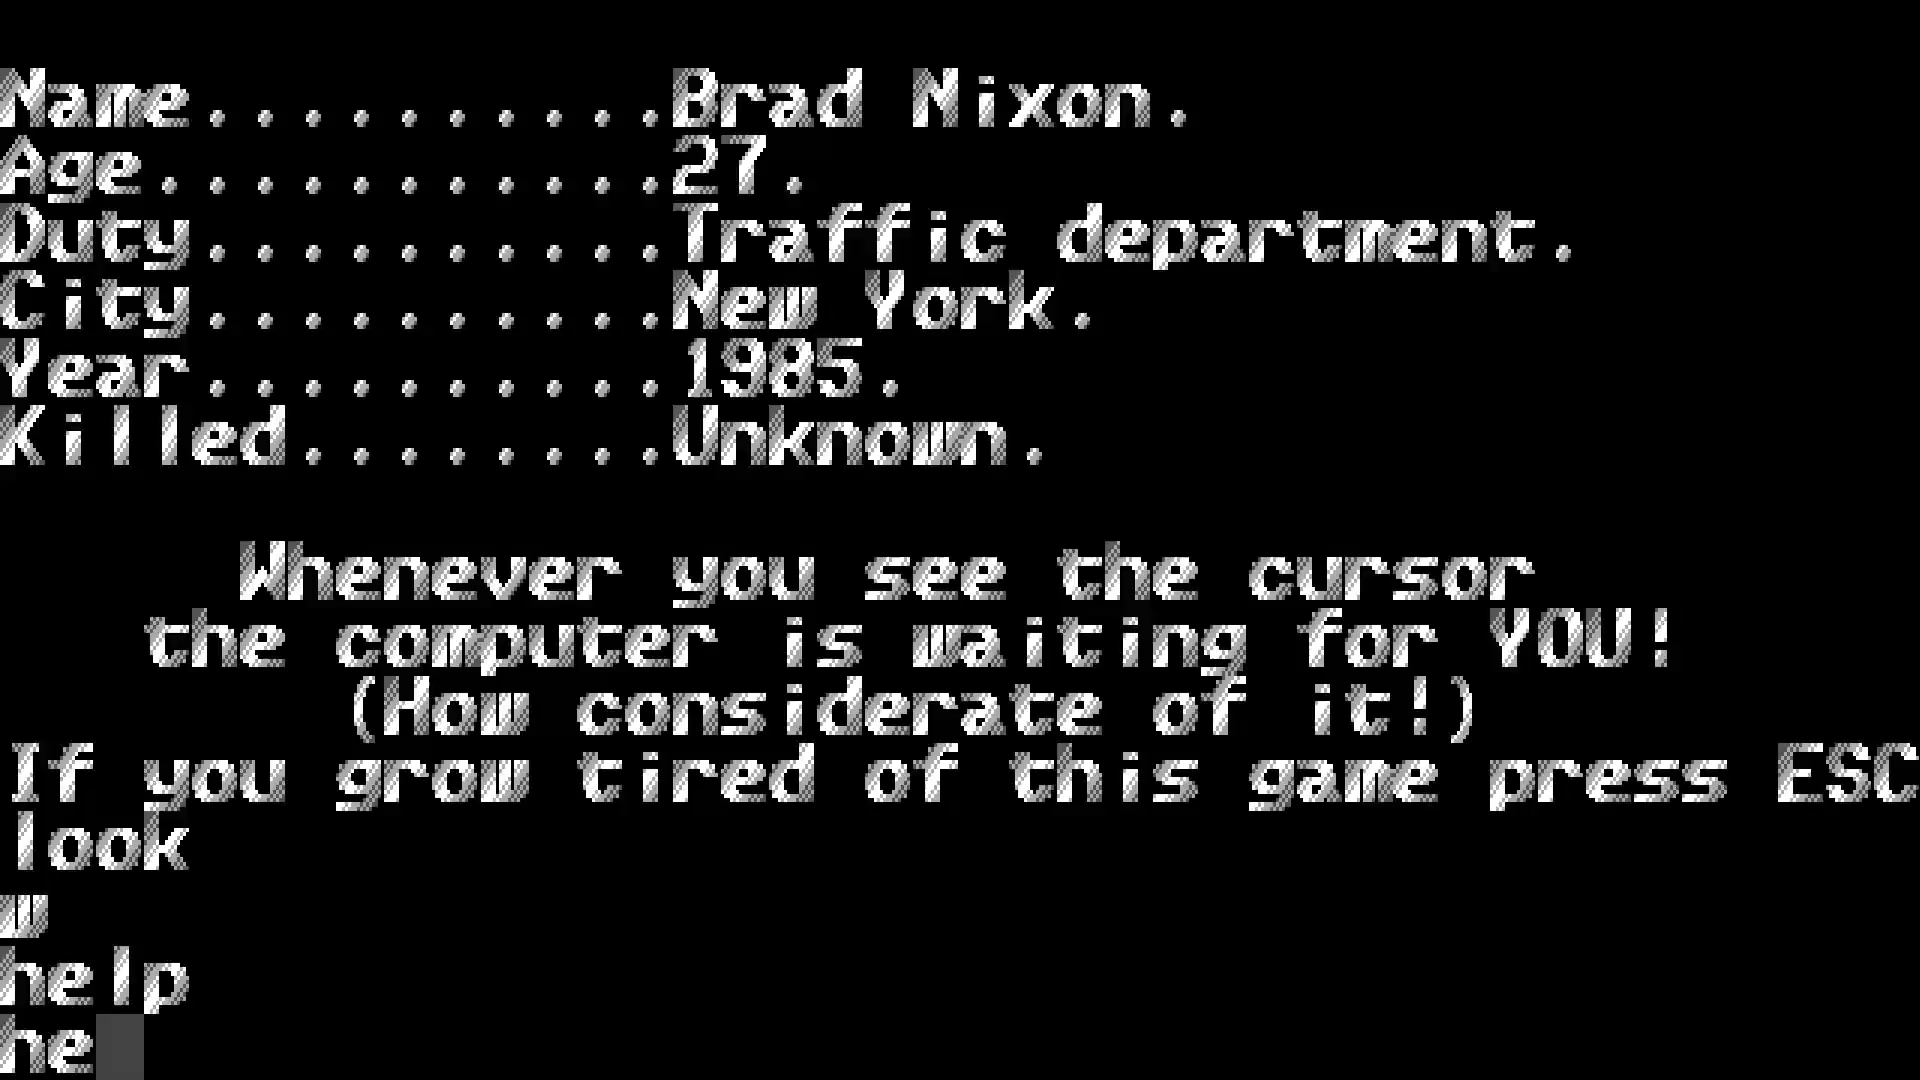 Name..........Brad Nixon.
Age...........27.
Duty..........Traffic department.
City..........New York.
Year..........1985.
Killed........Unknown.
Whenever you see the cursor
the computer is waiting for YOU!
(How considerate of it!)
If you grow tired of this game press ESC
look
w
help
he